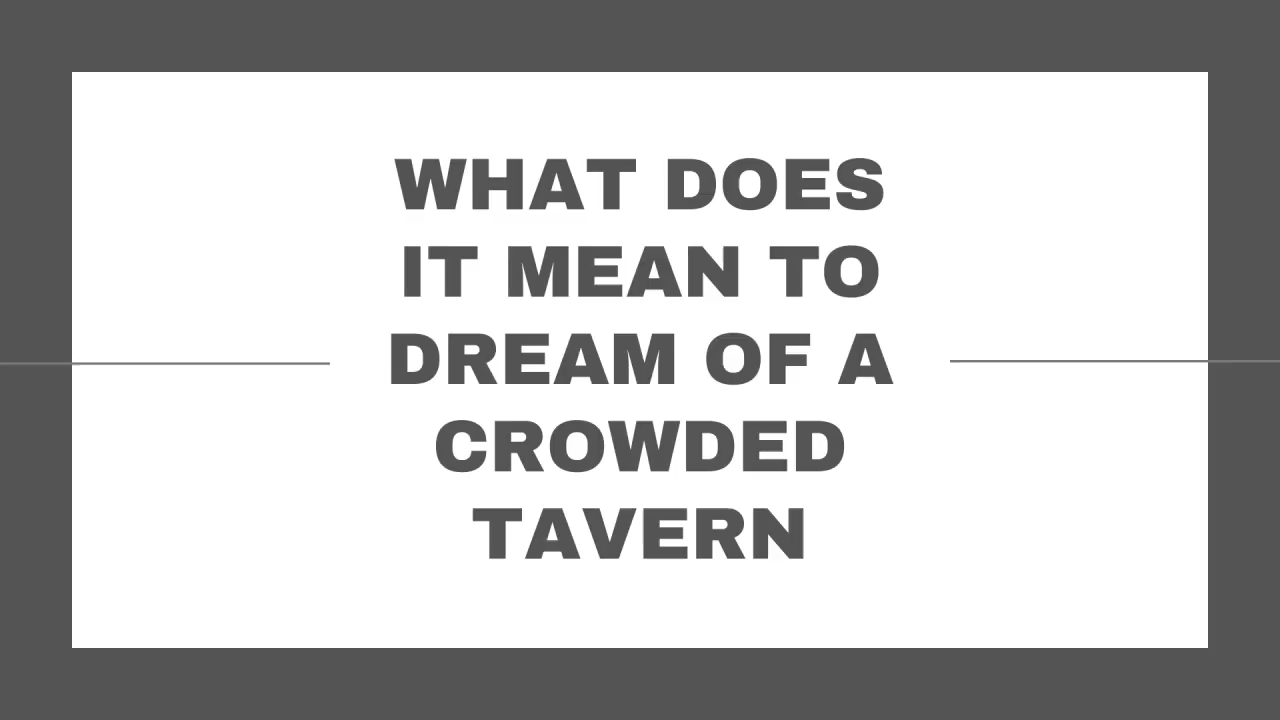 WHAT DOES
IT MEAN TO
DREAM OF A
CROWDED
TAVERN